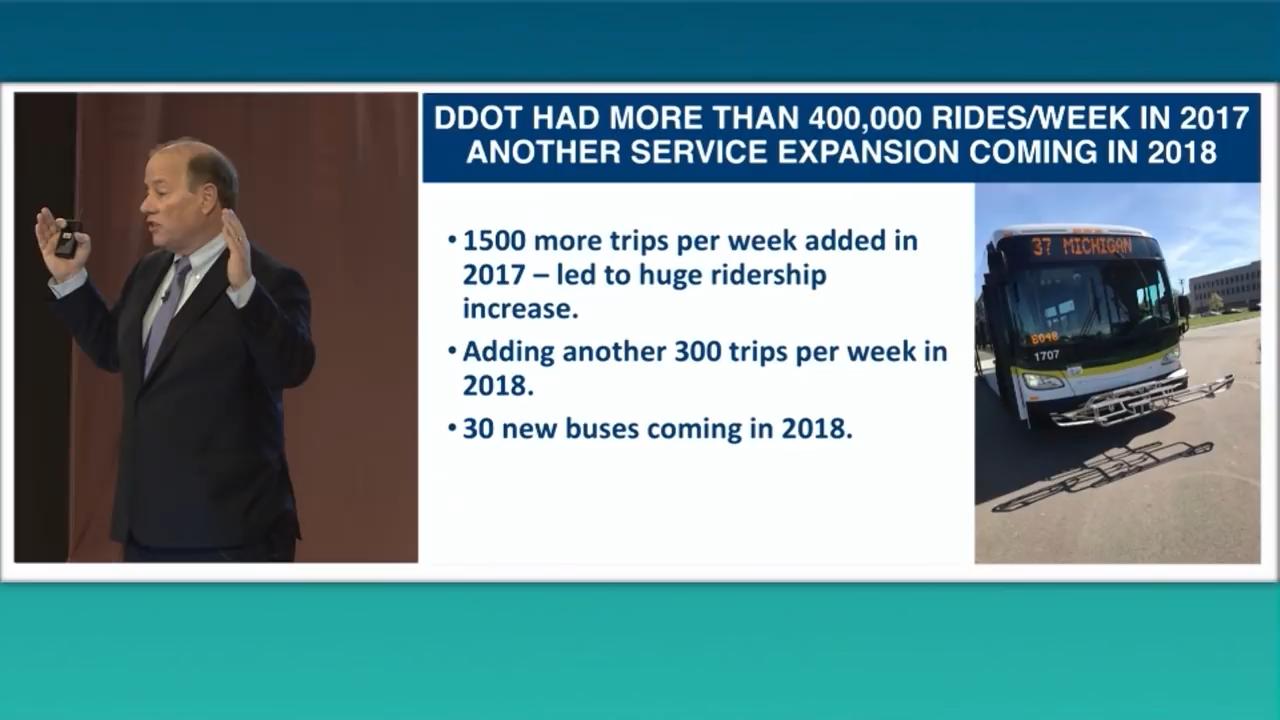 DDOT HAD MORE THAN 400,000 RIDES/WEEK IN 2017
ANOTHER SERVICE EXPANSION COMING IN 2018
• 1500 more trips per week added in
2017 – led to huge ridership
increase.
• Adding another 300 trips per week in
2018.
• 30 new buses coming in 2018.
37 MICHIGAN
1707